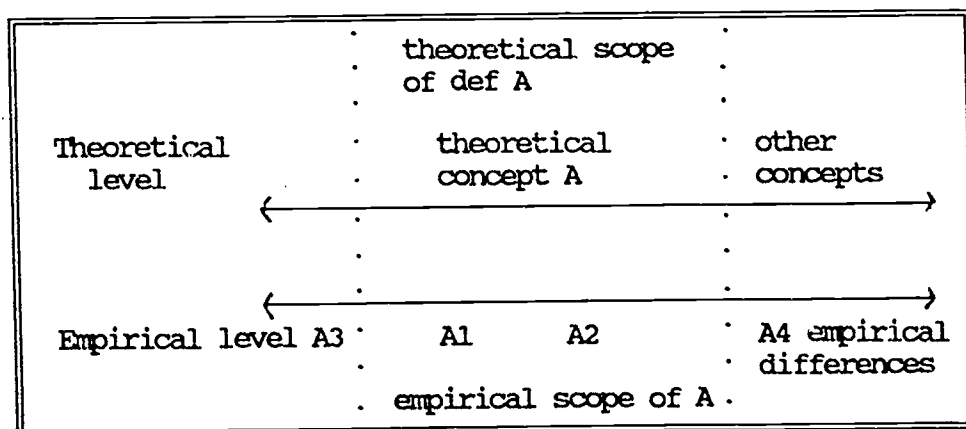 theoretical scope
of def A
Theoretical theoretical other
level concept A concepts
Empirical level A3 A1 A2 A4 empirical
differences
empirical scope of A